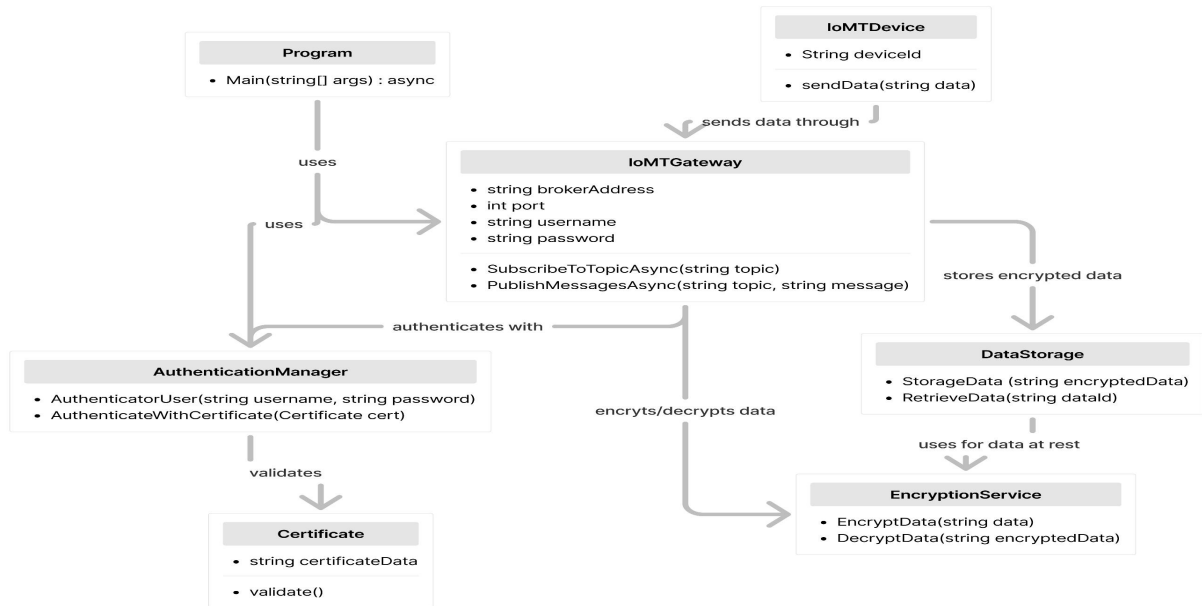 IoMTDevice
String deviceId
sendData(string data)
Program
Main(string[] args) : async
sends data through
uses
uses
IoMTGateway
string brokerAddress
int port
string username
string password
SubscribeToTopicAsync(string topic)
PublishMessagesAsync(string topic, string message)
stores encrypted data
authenticates with
AuthenticationManager
AuthenticatorUser(string username, string password)
AuthenticateWithCertificate(Certificate cert)
DataStorage
StorageData (string encryptedData)
RetrieveData(string dataId)
encryts/decrypts data
uses for data at rest
validates
EncryptionService
EncryptData(string data)
DecryptData(string encryptedData)
Certificate
string certificateData
validate()